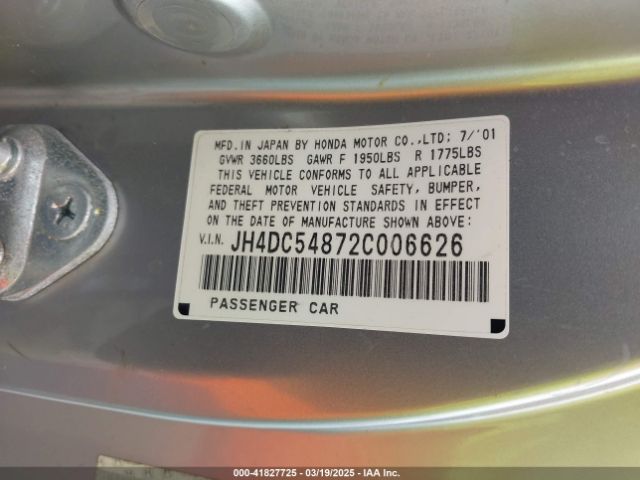 MFD.IN JAPAN BY HONDA MOTOR CO.,LTD; 7/'01
GVWR 3660LBS GAWR F 1950LBS R 1775LBS
THIS VEHICLE CONFORMS TO ALL APPLICABLE
FEDERAL MOTOR VEHICLE SAFETY, BUMPER,
AND THEFT PREVENTION STANDARDS IN EFFECT
ON THE DATE OF MANUFACTURE SHOWN ABOVE:
V.I.N. JH4DC54872C006626
PASSENGER CAR
000-41827725 - 03/19/2025 - IAA Inc.